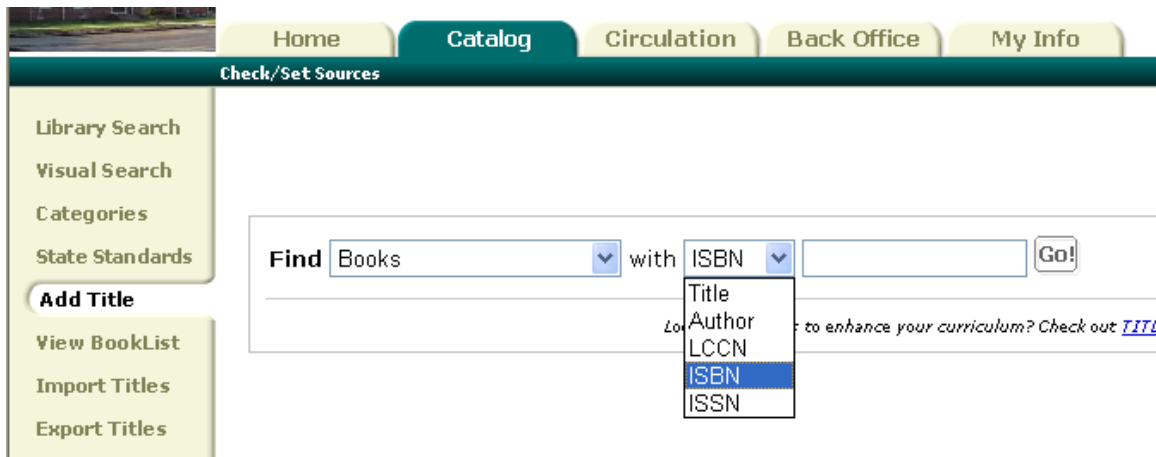 Home Catalog Circulation Back Office My Info
Check/Set Sources
Library Search
Visual Search
Categories
State Standards
Add Title
View BookList
Import Titles
Export Titles
Find Books with ISBN Go!
Title
Author
LCCN
ISBN
ISSN
to enhance your curriculum? Check out